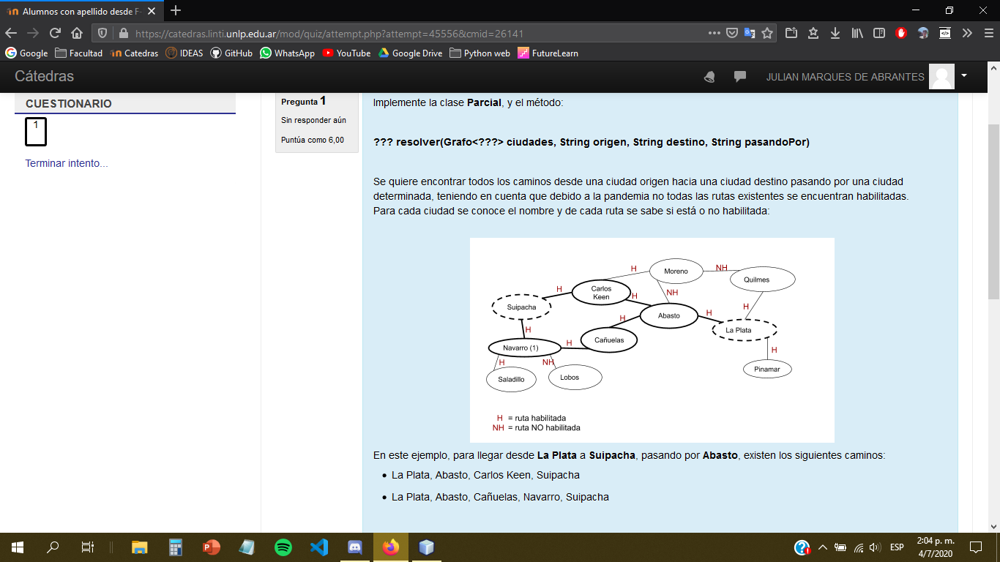 Alumnos con apellido desde F-
https://catedras.linti.unlp.edu.ar/mod/quiz/attempt.php?attempt=45556&cmid=26141
Google Facultad Catedras IDEAS GitHub WhatsApp YouTube Google Drive Python web FutureLearn
Cátedras
JULIAN MARQUES DE ABRANTES
CUESTIONARIO
1
Terminar intento...
Pregunta 1
Sin responder aún
Puntúa como 6,00
Implemente la clase Parcial, y el método:
??? resolver(Grafo<???> ciudades, String origen, String destino, String pasandoPor)
Se quiere encontrar todos los caminos desde una ciudad origen hacia una ciudad destino pasando por una ciudad
determinada, teniendo en cuenta que debido a la pandemia no todas las rutas existentes se encuentran habilitadas.
Para cada ciudad se conoce el nombre y de cada ruta se sabe si está o no habilitada:
H
Moreno
NH
Quilmes
H
Carlos
Keen
H
NH
H
Suipacha
Abasto
H
La Plata
H
H
Navarro (1)
H
Cañuelas
H
H
NH
Saladillo
Lobos
Pinamar
H = ruta habilitada
NH = ruta NO habilitada
En este ejemplo, para llegar desde La Plata a Suipacha, pasando por Abasto, existen los siguientes caminos:
La Plata, Abasto, Carlos Keen, Suipacha
La Plata, Abasto, Cañuelas, Navarro, Suipacha
ESP
2:04 p. m.
4/7/2020